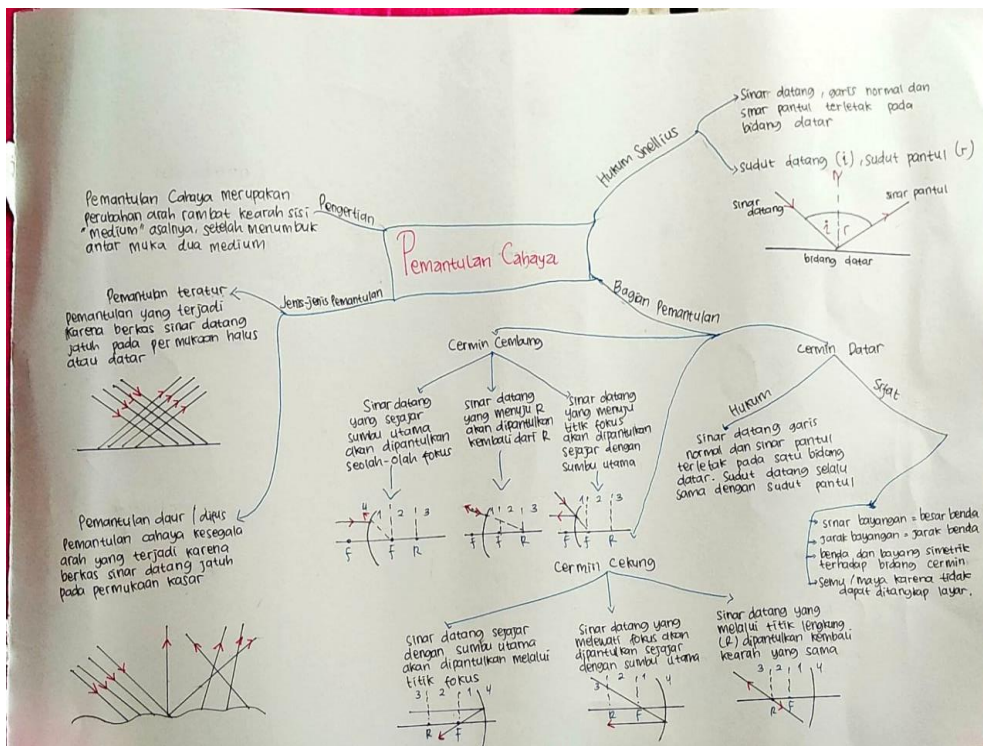 Pemantulan Cahaya
Pengertian
Pemantulan Cahaya merupakan
perubahan arah rambat kearah sisi
"medium" asalnya, setelah menumbuk
antar muka dua medium
Jenis-jenis Pemantulan
Pemantulan teratur
Pemantulan yang terjadi
karena berkas sinar datang
jatuh pada permukaan halus
atau datar
Pemantulan baur / difus
Pemantulan cahaya kesegala
arah yang terjadi karena
berkas sinar datang jatuh
pada permukaan kasar
Hukum Snellius
Sinar datang, garis normal dan
sinar pantul terletak pada
bidang datar
sudut datang (i), sudut pantul (r)
N
sinar
datang
sinar pantul
i r
bidang datar
Bagian Pemantulan
Cermin Cembung
Sinar datang
yang sejajar
sumbu utama
akan dipantulkan
seolah-olah fokus
4 1 2 3
F F R
sinar datang
yang menuju R
akan dipantulkan
kembali dari R
1 2 3
F R
sinar datang
yang menuju
titik fokus
akan dipantulkan
sejajar dengan
sumbu utama
1 2 3
F F R
Cermin Datar
Hukum
sinar datang garis
normal dan sinar pantul
terletak pada satu bidang
datar. Sudut datang selalu
sama dengan sudut pantul
Sifat
sinar bayangan = besar benda
jarak bayangan = jarak benda
benda dan bayang simetrik
terhadap bidang cermin
Semu / maya karena tidak
dapat ditangkap layar.
Cermin Cekung
Sinar datang sejajar
dengan sumbu utama
akan dipantulkan melalui
titik fokus
3 2 1 4
R F
Sinar datang yang
melewati fokus akan
dipantulkan sejajar
dengan sumbu utama
3 2 1 4
R F
Sinar datang yang
melalui titik lengkung
(R) dipantulkan kembali
kearah yang sama
3 2 1 4
R F